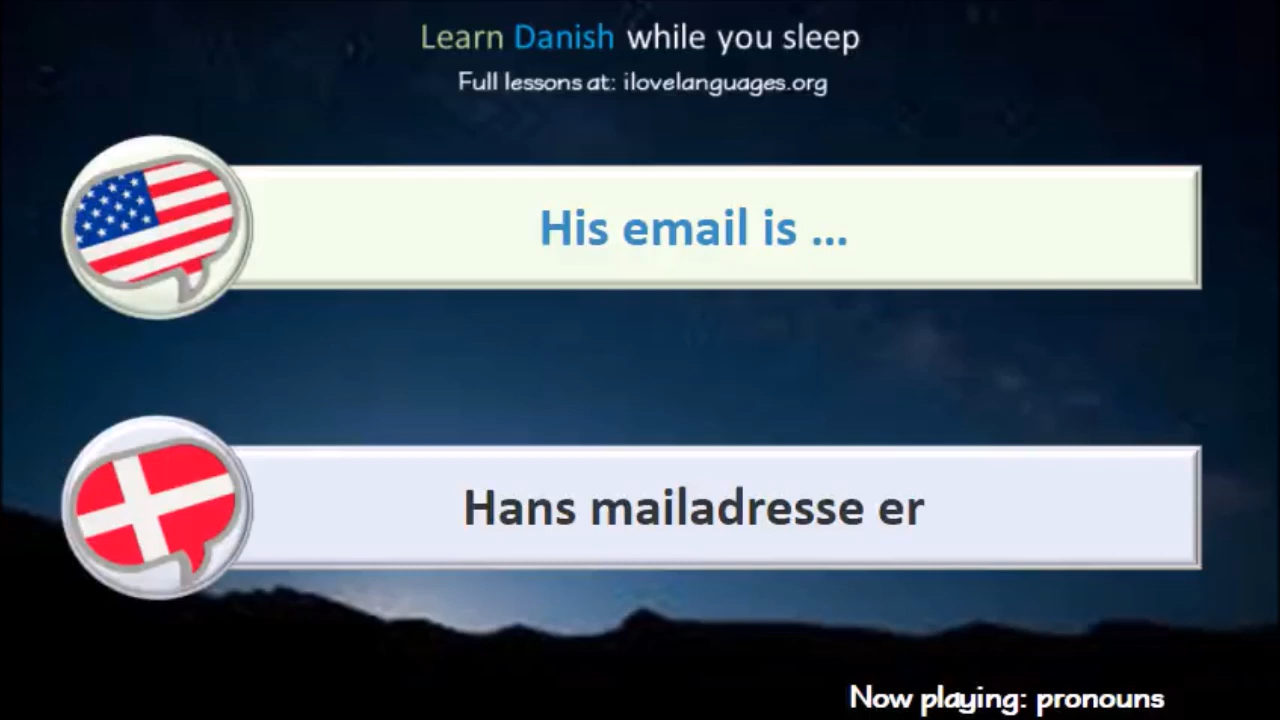 Learn Danish while you sleep
Full lessons at: ilovelanguages.org
His email is ...
Hans mailadresse er
Now playing: pronouns